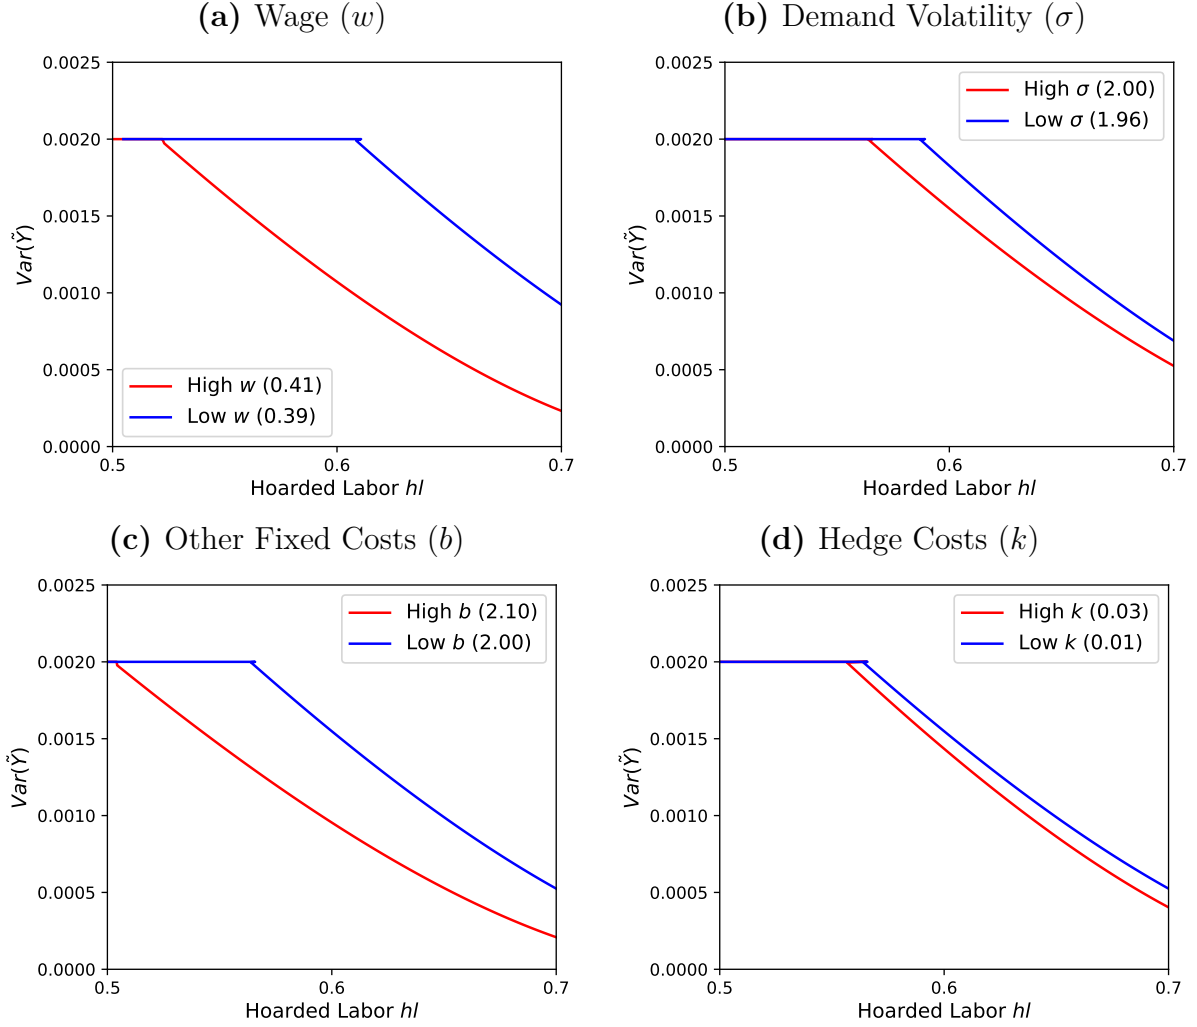 (a) Wage (w)
0.0025
0.0020
0.0015
0.0010
0.0005
0.0000
Var(Ỹ)
High w (0.41)
Low w (0.39)
0.5 0.6 0.7
Hoarded Labor hl
(b) Demand Volatility (σ)
0.0025
0.0020
0.0015
0.0010
0.0005
0.0000
Var(Ỹ)
High σ (2.00)
Low σ (1.96)
0.5 0.6 0.7
Hoarded Labor hl
(c) Other Fixed Costs (b)
0.0025
0.0020
0.0015
0.0010
0.0005
0.0000
Var(Ỹ)
High b (2.10)
Low b (2.00)
0.5 0.6 0.7
Hoarded Labor hl
(d) Hedge Costs (k)
0.0025
0.0020
0.0015
0.0010
0.0005
0.0000
Var(Ỹ)
High k (0.03)
Low k (0.01)
0.5 0.6 0.7
Hoarded Labor hl